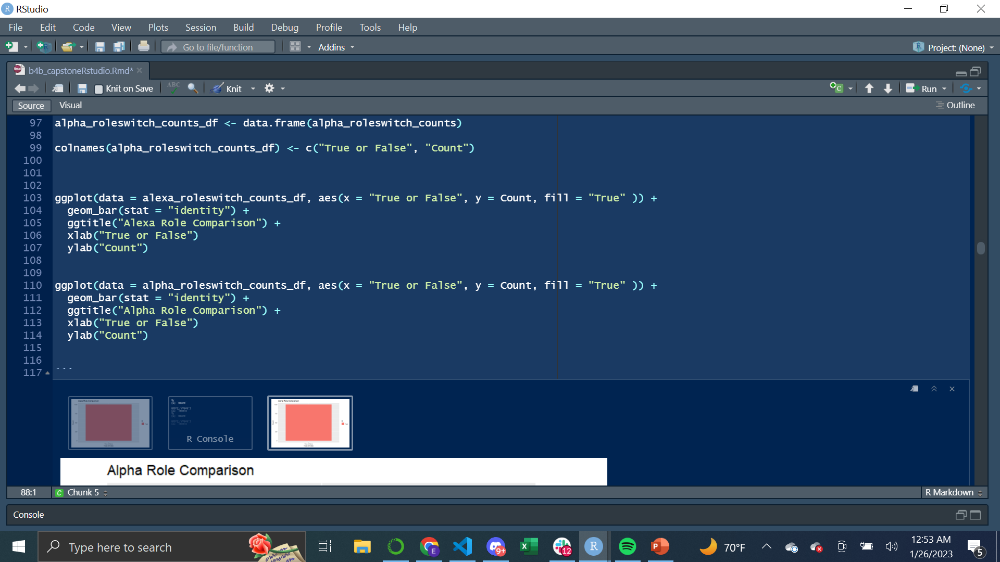 RStudio
File Edit Code View Plots Session Build Debug Profile Tools Help
Go to file/function Addins Project: (None)
b4b_capstoneRstudio.Rmd*
Knit on Save ABC Knit Run
Source Visual Outline
97 alpha_roleswitch_counts_df <- data.frame(alpha_roleswitch_counts)
98
99 colnames(alpha_roleswitch_counts_df) <- c("True or False", "Count")
100
101
102
103 ggplot(data = alexa_roleswitch_counts_df, aes(x = "True or False", y = Count, fill = "True" )) +
104 geom_bar(stat = "identity") +
105 ggtitle("Alexa Role Comparison") +
106 xlab("True or False")
107 ylab("Count")
108
109
110 ggplot(data = alpha_roleswitch_counts_df, aes(x = "True or False", y = Count, fill = "True" )) +
111 geom_bar(stat = "identity") +
112 ggtitle("Alpha Role Comparison") +
113 xlab("True or False")
114 ylab("Count")
115
116
117 ```
R Console
Alpha Role Comparison
88:1 C Chunk 5 R Markdown
Console
Type here to search
9+
12
70°F
12:53 AM
1/26/2023
5